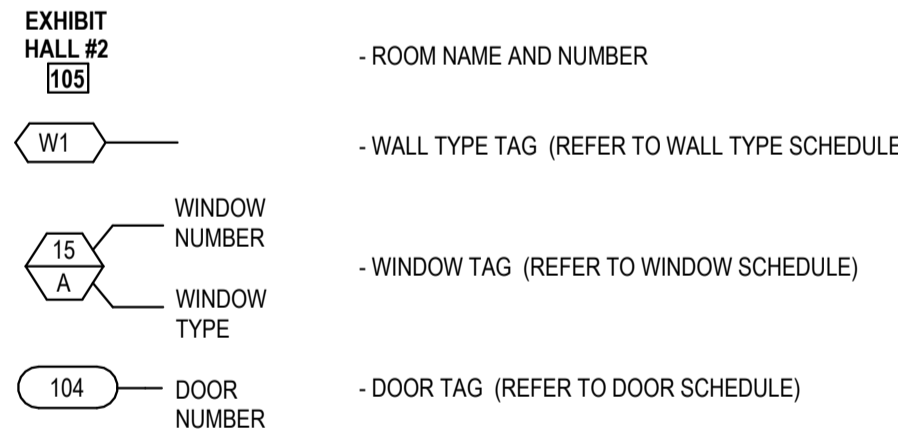 EXHIBIT
HALL #2
105
- ROOM NAME AND NUMBER
W1
- WALL TYPE TAG (REFER TO WALL TYPE SCHEDULE
WINDOW
NUMBER
15
A
- WINDOW TAG (REFER TO WINDOW SCHEDULE)
WINDOW
TYPE
104
DOOR
NUMBER
- DOOR TAG (REFER TO DOOR SCHEDULE)